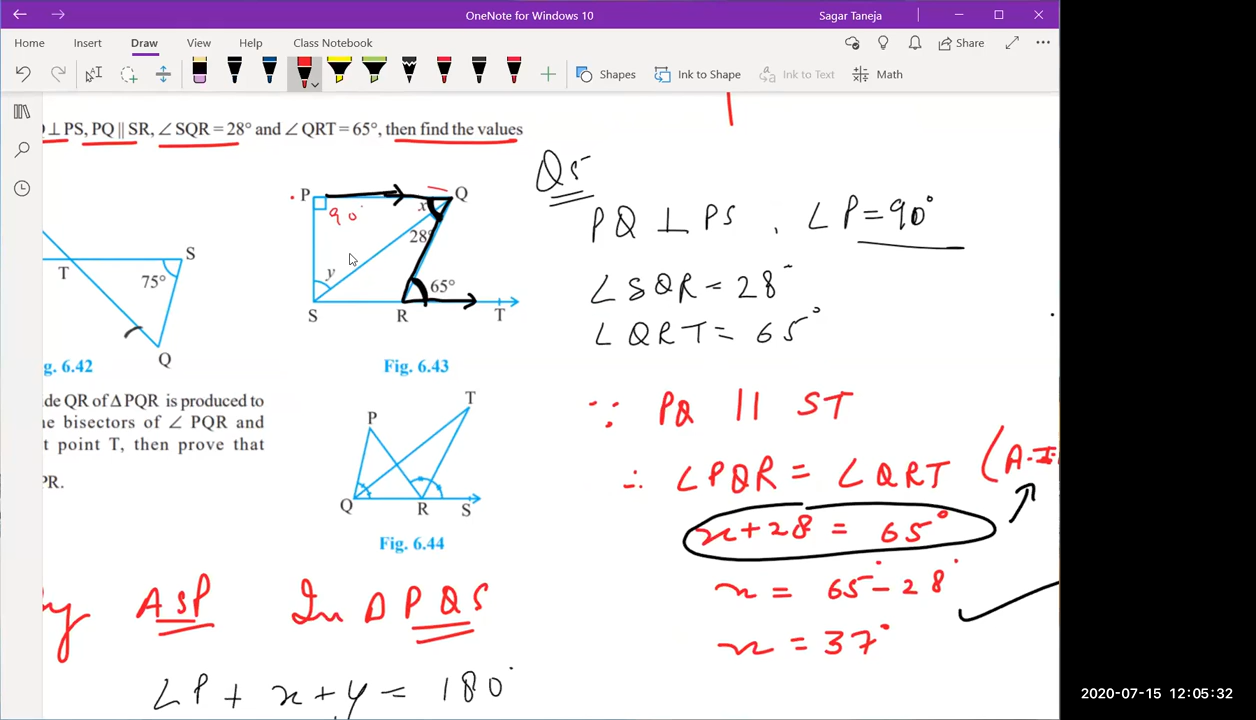 OneNote for Windows 10
Sagar Taneja
Home Insert Draw View Help Class Notebook
Share
Shapes
Ink to Shape
Ink to Text
Math
⊥ PS, PQ || SR, ∠ SQR = 28° and ∠ QRT = 65°, then find the values
P
Q
90°
x
28°
y
65°
S
R
T
Fig. 6.43
T
S
75°
Q
g. 6.42
de QR of Δ PQR is produced to
e bisectors of ∠ PQR and
t point T, then prove that
PR.
P
T
Q
R
S
Fig. 6.44
Q5
PQ ⊥ PS , ∠P = 90°
∠SQR = 28°
∠QRT = 65°
∵ PQ || ST
∴ ∠PQR = ∠QRT (A.I.
x + 28 = 65°
x = 65° - 28°
x = 37°
By ASP In Δ PQS
∠P + x + y = 180°
2020-07-15 12:05:32